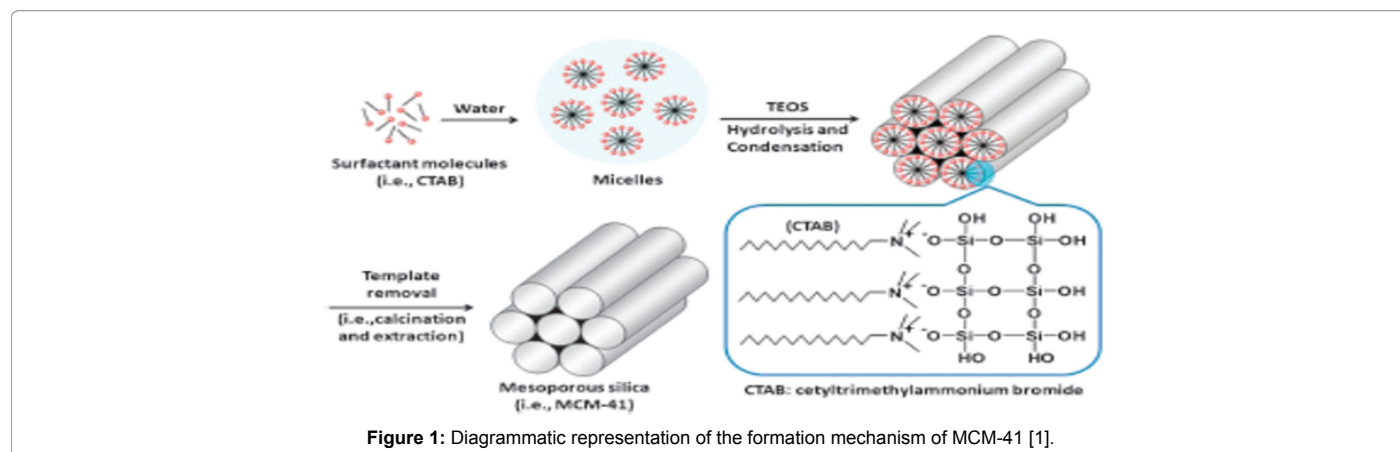 Surfactant molecules
(i.e., CTAB)
Water
Micelles
TEOS
Hydrolysis and
Condensation
(CTAB)
OH OH
N + - O—Si—O—Si—OH
O O
N + - O—Si—O—Si—OH
O O
N + - O—Si—O—Si—OH
HO HO
CTAB: cetyltrimethylammonium bromide
Template
removal
(i.e.,calcination
and extraction)
Mesoporous silica
(i.e., MCM-41)
Figure 1: Diagrammatic representation of the formation mechanism of MCM-41 [1].